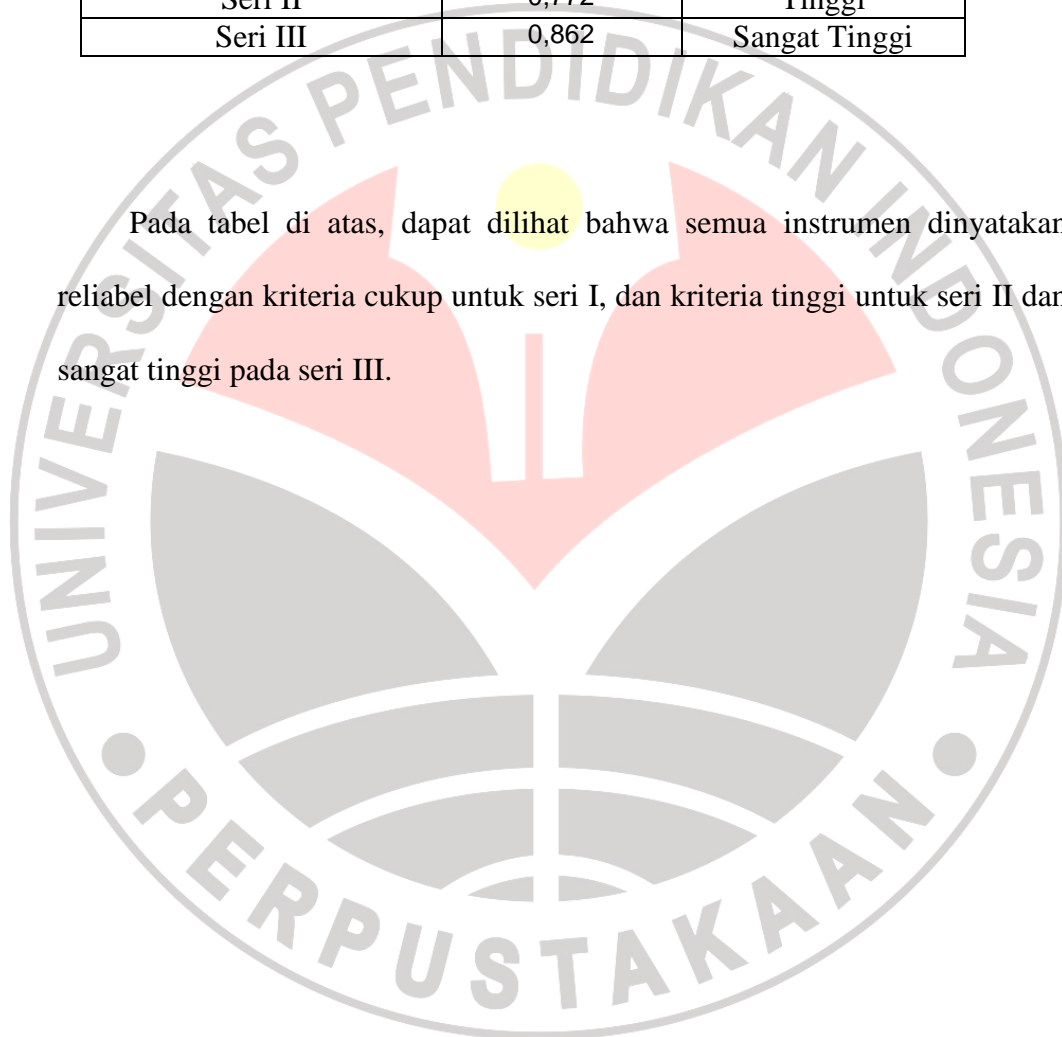 Seri II 0,772 Tinggi
Seri III 0,862 Sangat Tinggi
UNIVERSITAS PENDIDIKAN INDONESIA
Pada tabel di atas, dapat dilihat bahwa semua instrumen dinyatakan
reliabel dengan kriteria cukup untuk seri I, dan kriteria tinggi untuk seri II dan
sangat tinggi pada seri III.
PERPUSTAKAAN